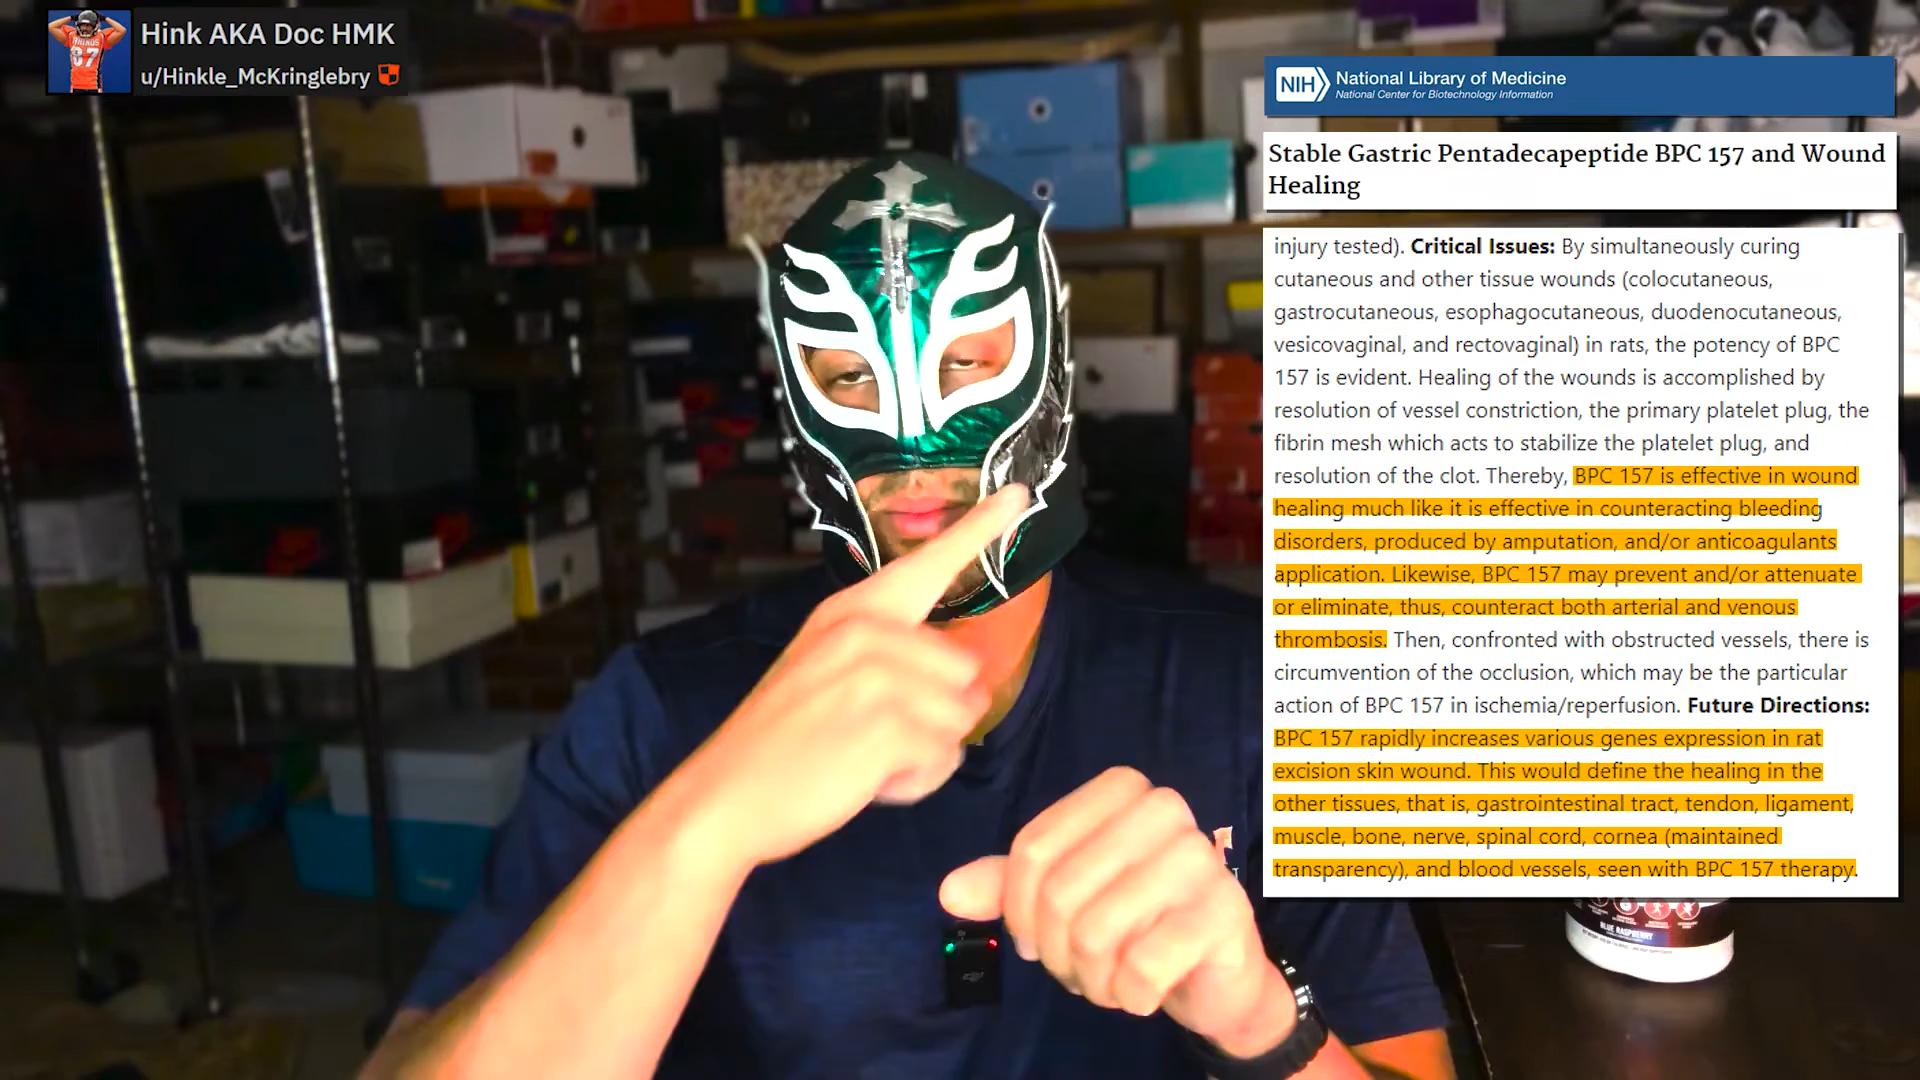 Hink AKA Doc HMK
u/Hinkle_McKringlebry
NIH
National Library of Medicine
National Center for Biotechnology Information
Stable Gastric Pentadecapeptide BPC 157 and Wound
Healing
injury tested). Critical Issues: By simultaneously curing
cutaneous and other tissue wounds (colocutaneous,
gastrocutaneous, esophagocutaneous, duodenocutaneous,
vesicovaginal, and rectovaginal) in rats, the potency of BPC
157 is evident. Healing of the wounds is accomplished by
resolution of vessel constriction, the primary platelet plug, the
fibrin mesh which acts to stabilize the platelet plug, and
resolution of the clot. Thereby, BPC 157 is effective in wound
healing much like it is effective in counteracting bleeding
disorders, produced by amputation, and/or anticoagulants
application. Likewise, BPC 157 may prevent and/or attenuate
or eliminate, thus, counteract both arterial and venous
thrombosis. Then, confronted with obstructed vessels, there is
circumvention of the occlusion, which may be the particular
action of BPC 157 in ischemia/reperfusion. Future Directions:
BPC 157 rapidly increases various genes expression in rat
excision skin wound. This would define the healing in the
other tissues, that is, gastrointestinal tract, tendon, ligament,
muscle, bone, nerve, spinal cord, cornea (maintained
transparency), and blood vessels, seen with BPC 157 therapy.
BLUE RASPBERRY